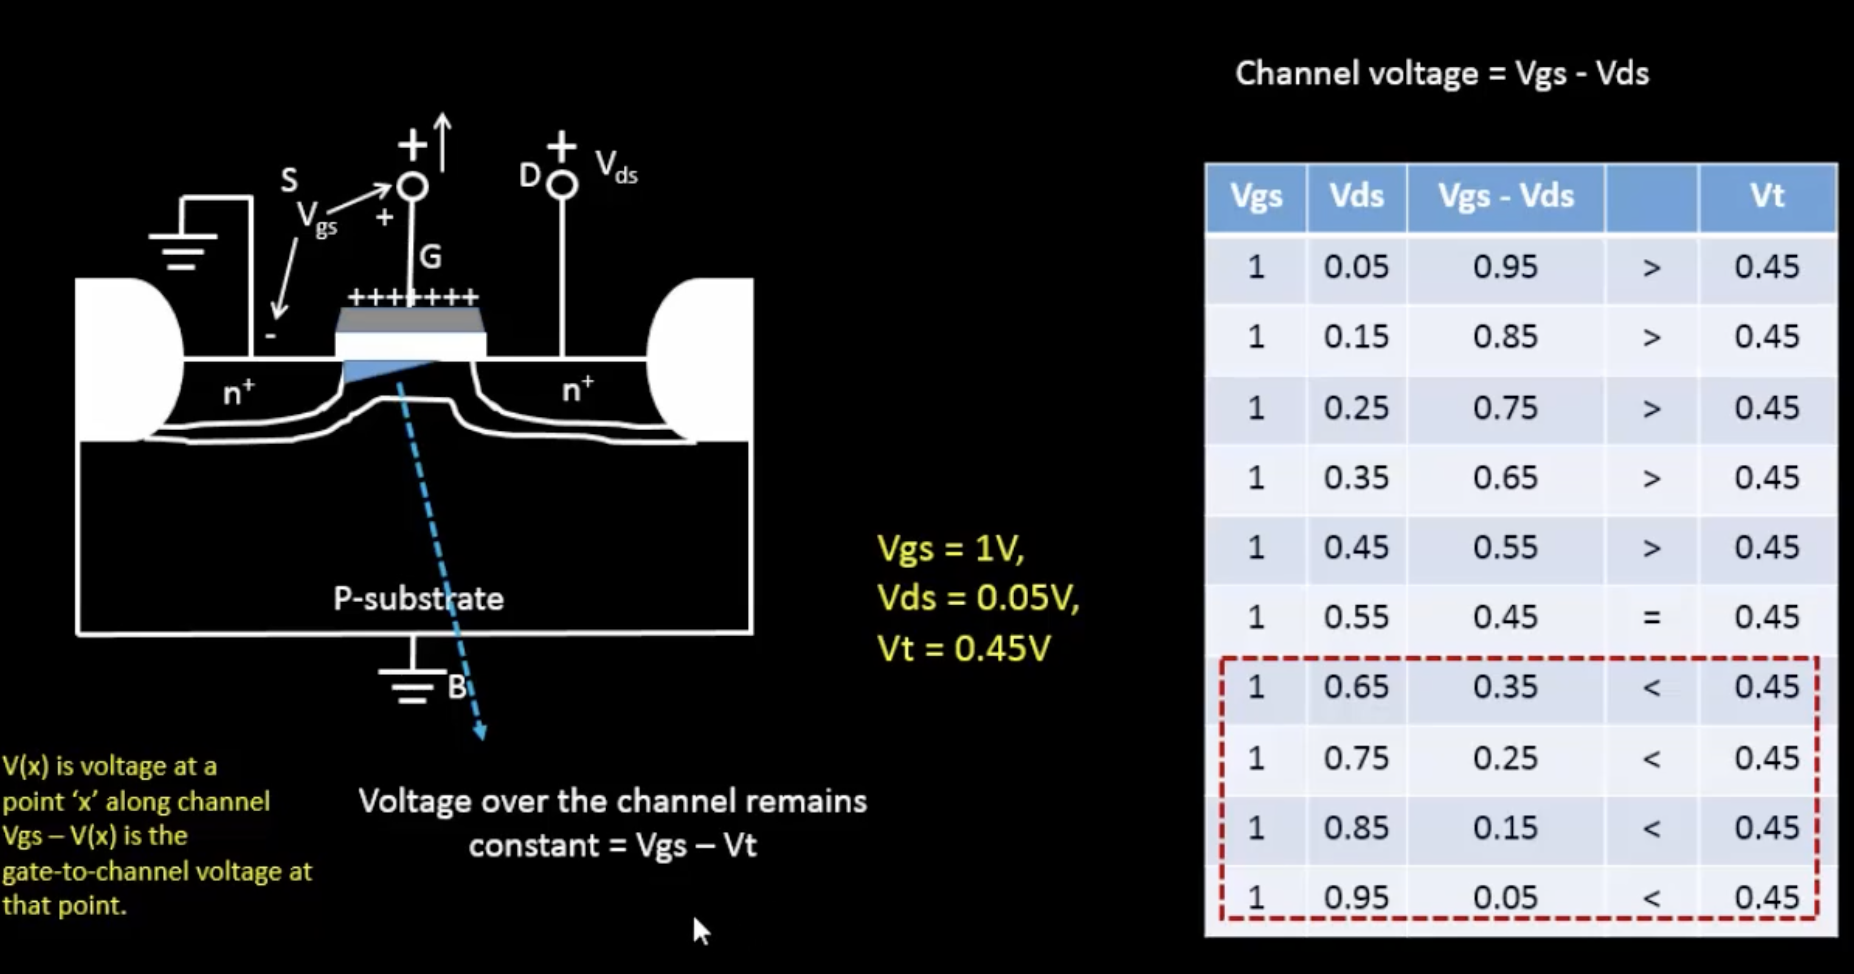 Channel voltage = Vgs - Vds
+
+
S
D
Vds
Vgs
+
G
+++++++
-
n+
n+
P-substrate
B
Vgs = 1V,
Vds = 0.05V,
Vt = 0.45V
V(x) is voltage at a
point ‘x’ along channel
Vgs – V(x) is the
gate-to-channel voltage at
that point.
Voltage over the channel remains
constant = Vgs – Vt
Vgs Vds Vgs - Vds Vt
1 0.05 0.95 > 0.45
1 0.15 0.85 > 0.45
1 0.25 0.75 > 0.45
1 0.35 0.65 > 0.45
1 0.45 0.55 > 0.45
1 0.55 0.45 = 0.45
1 0.65 0.35 < 0.45
1 0.75 0.25 < 0.45
1 0.85 0.15 < 0.45
1 0.95 0.05 < 0.45